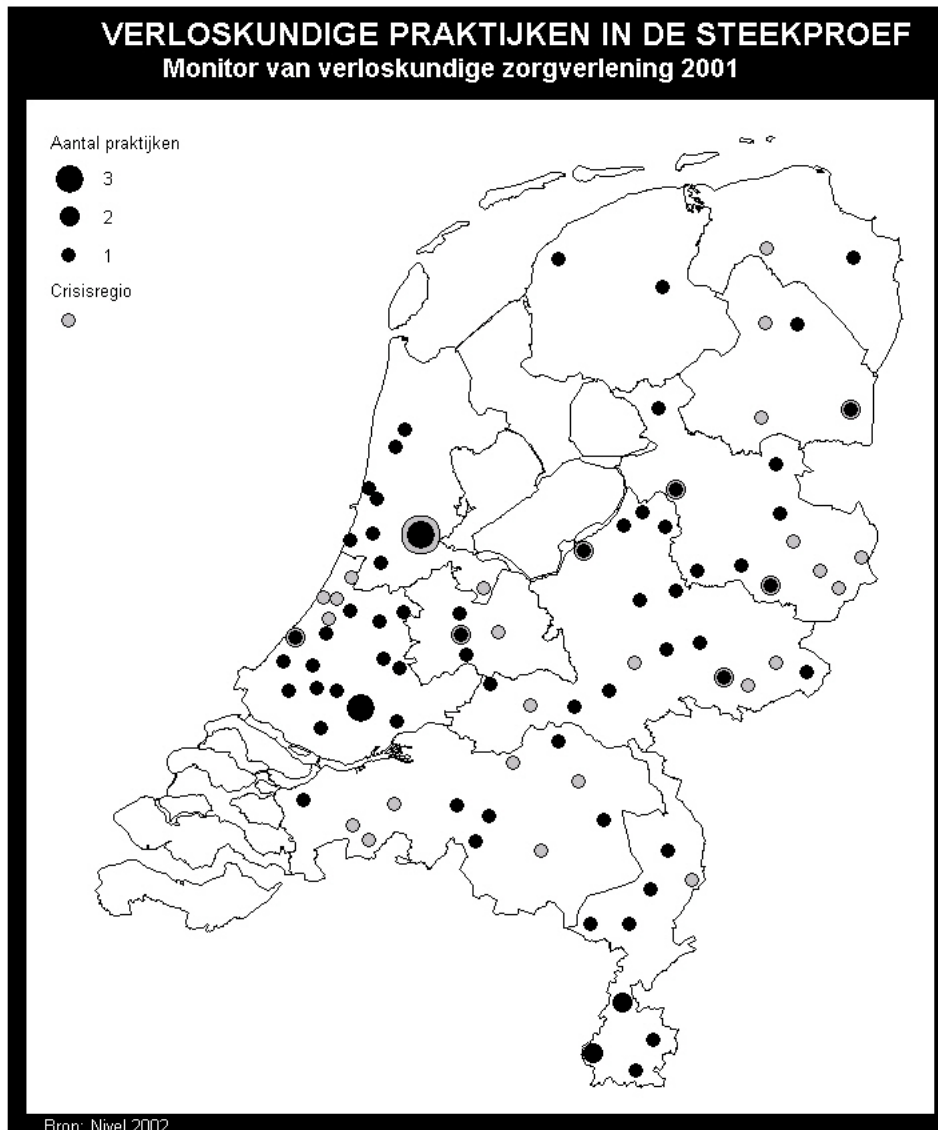 VERLOSKUNDIGE PRAKTIJKEN IN DE STEEKPROEF
Monitor van verloskundige zorgverlening 2001
Aantal praktijken
3
2
1
Crisisregio
Bron: Nivel 2002